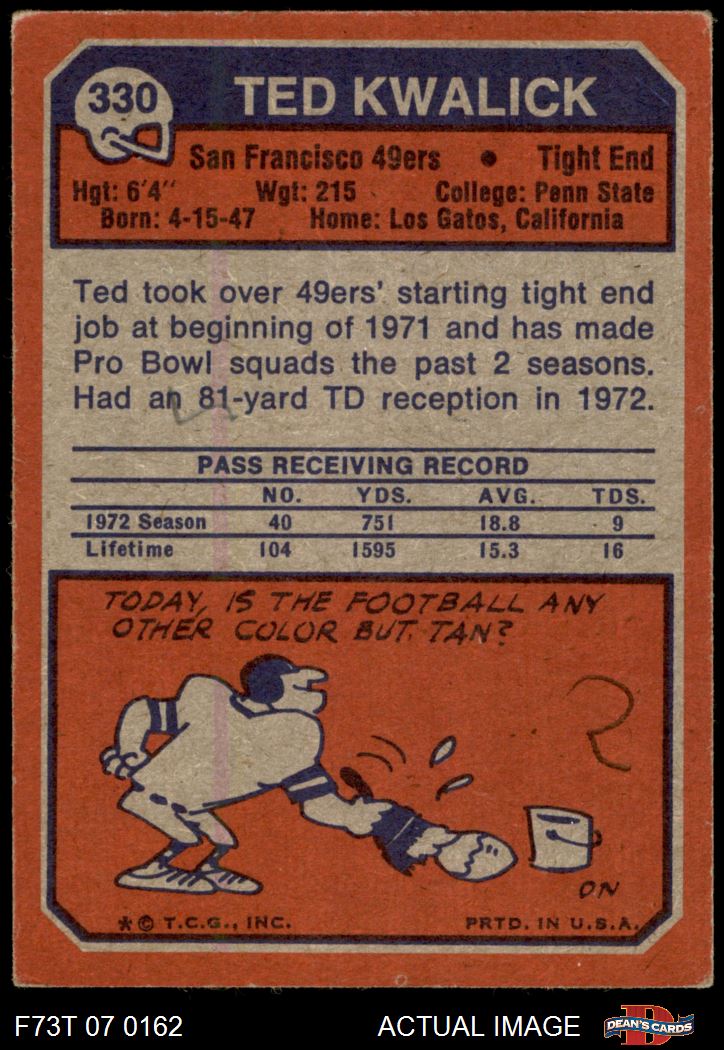 330
TED KWALICK
San Francisco 49ers • Tight End
Hgt: 6'4" Wgt: 215 College: Penn State
Born: 4-15-47 Home: Los Gatos, California
Ted took over 49ers' starting tight end
job at beginning of 1971 and has made
Pro Bowl squads the past 2 seasons.
Had an 81-yard TD reception in 1972.
PASS RECEIVING RECORD
NO. YDS. AVG. TDS.
1972 Season 40 751 18.8 9
Lifetime 104 1595 15.3 16
TODAY, IS THE FOOTBALL ANY
OTHER COLOR BUT TAN?
2
ON
* © T.C.G., INC. PRTD. IN U.S.A.
F73T 07 0162 ACTUAL IMAGE D DEAN'S CARDS